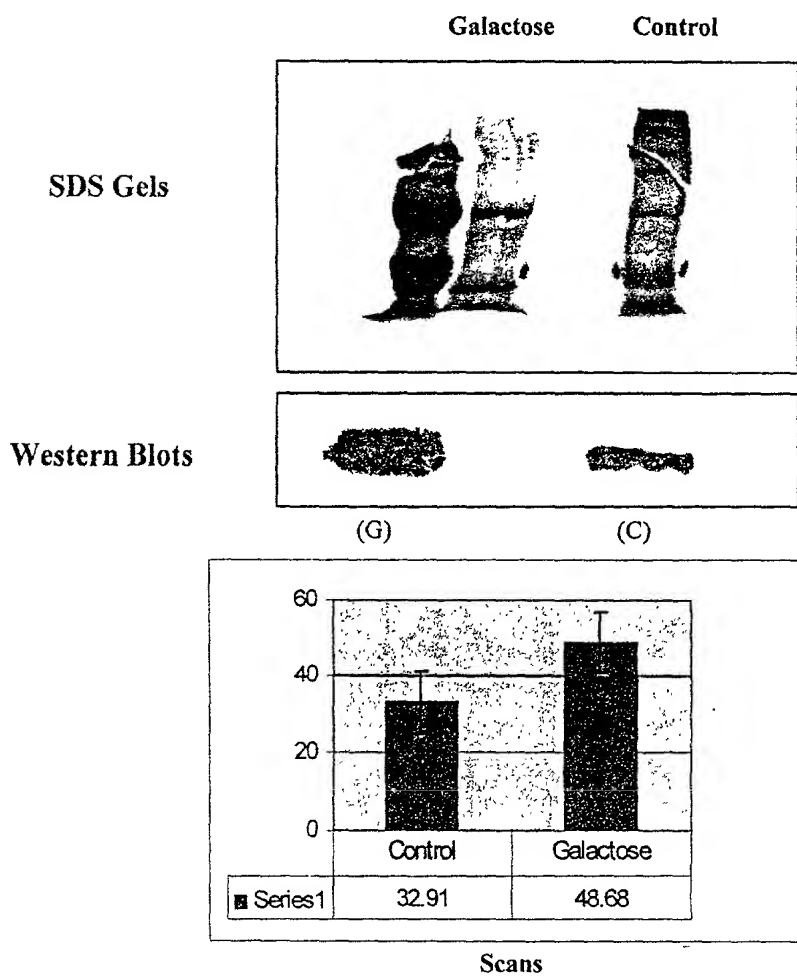 Galactose Control
SDS Gels
Western Blots
(G) (C)
60
40
20
0
Control Galactose
Series1 32.91 48.68
Scans